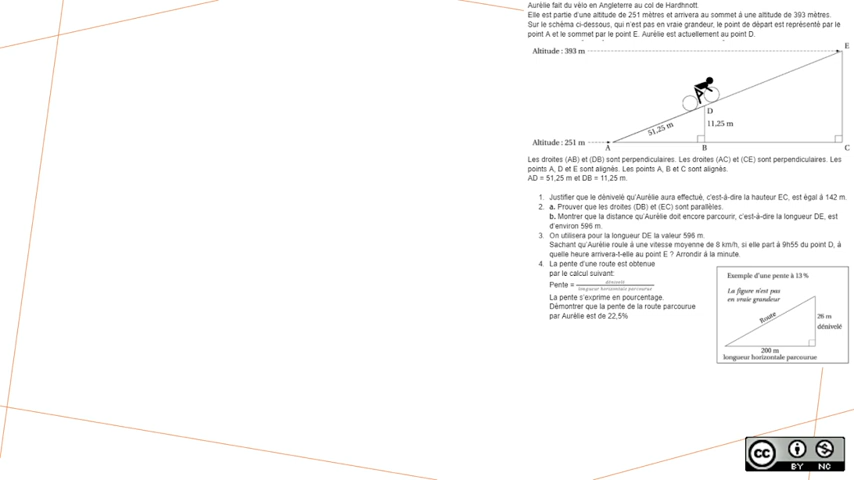 Aurélie fait du vélo en Angleterre au col de Hardhnott.
Elle est partie d'une altitude de 251 mètres et arrivera au sommet à une altitude de 393 mètres.
Sur le schéma ci-dessous, qui n'est pas en vraie grandeur, le point de départ est représenté par le
point A et le sommet par le point E. Aurélie est actuellement au point D.
Altitude : 393 m
E
D
51,25 m
11,25 m
Altitude : 251 m
A
B
C
Les droites (AB) et (DB) sont perpendiculaires. Les droites (AC) et (CE) sont perpendiculaires. Les
points A, D et E sont alignés. Les points A, B et C sont alignés.
AD = 51,25 m et DB = 11,25 m.
1. Justifier que le dénivelé qu'Aurélie aura effectué, c'est-à-dire la hauteur EC, est égal à 142 m.
2. a. Prouver que les droites (DB) et (EC) sont parallèles.
b. Montrer que la distance qu'Aurélie doit encore parcourir, c'est-à-dire la longueur DE, est
d'environ 596 m.
3. On utilisera pour la longueur DE la valeur 596 m.
Sachant qu'Aurélie roule à une vitesse moyenne de 8 km/h, si elle part à 9h55 du point D, à
quelle heure arrivera-t-elle au point E ? Arrondir à la minute.
4. La pente d'une route est obtenue
par le calcul suivant:
Pente = dénivelé
longueur horizontale parcourue
La pente s'exprime en pourcentage.
Démontrer que la pente de la route parcourue
par Aurélie est de 22,5%
Exemple d'une pente à 13 %
La figure n'est pas
en vraie grandeur
Route
26 m
dénivelé
200 m
longueur horizontale parcourue
cc
BY NC